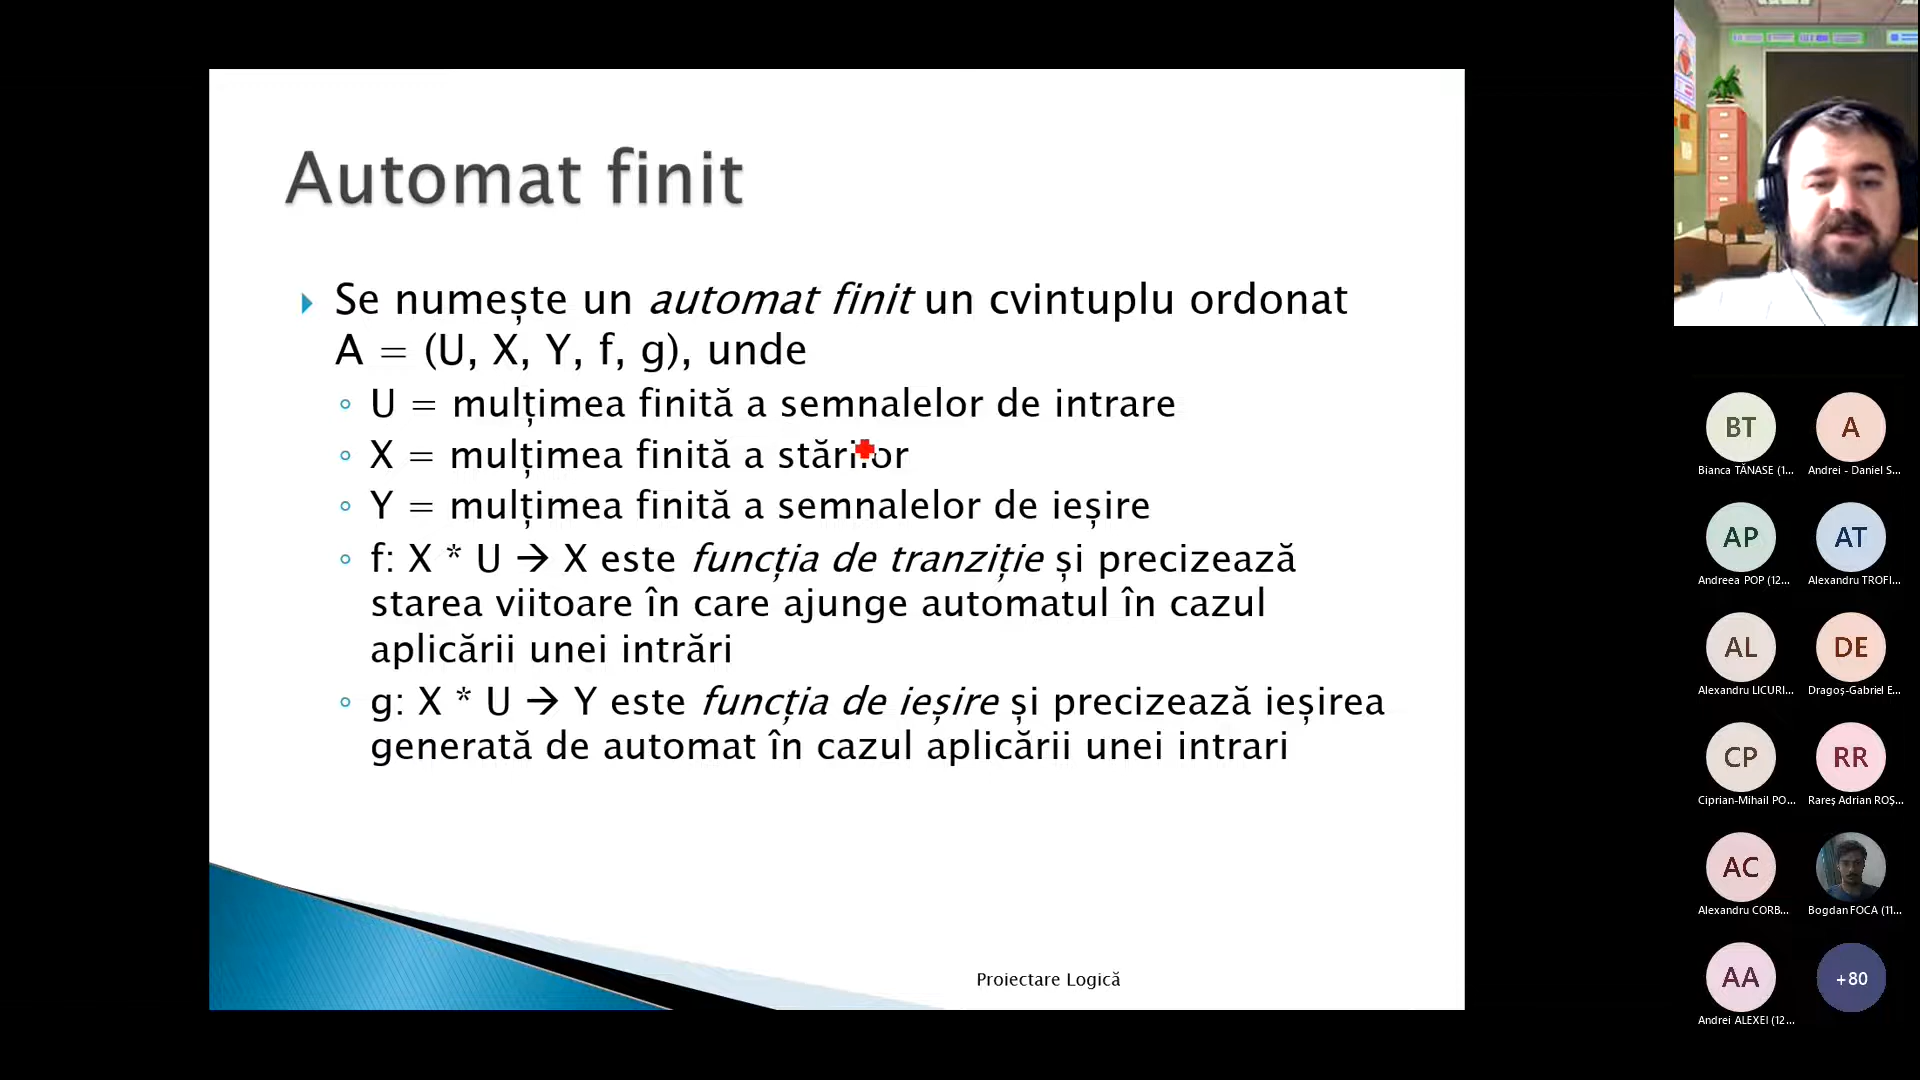 Automat finit
Se numește un automat finit un cvintuplu ordonat
A = (U, X, Y, f, g), unde
U = mulțimea finită a semnalelor de intrare
X = mulțimea finită a stărilor
Y = mulțimea finită a semnalelor de ieșire
f: X * U → X este funcția de tranziție și precizează
starea viitoare în care ajunge automatul în cazul
aplicării unei intrări
g: X * U → Y este funcția de ieșire și precizează ieșirea
generată de automat în cazul aplicării unei intrari
Proiectare Logică
BT
A
Bianca TĂNASE (1...
Andrei - Daniel S...
AP
AT
Andreea POP (12...
Alexandru TROFI...
AL
DE
Alexandru LICURI...
Dragoș-Gabriel E...
CP
RR
Ciprian-Mihail PO...
Rareș Adrian ROȘ...
AC
Alexandru CORB...
Bogdan FOCA (11...
AA
+80
Andrei ALEXEI (12...